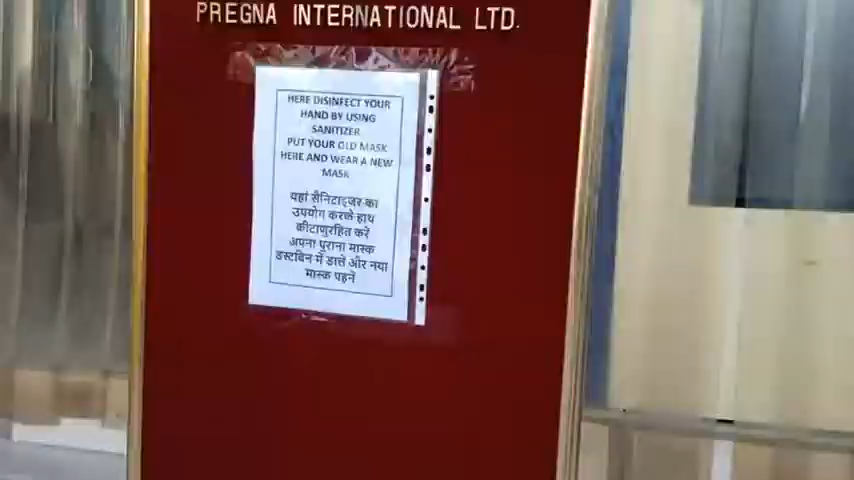 PREGNA INTERNATIONAL LTD.
HERE DISINFECT YOUR
HAND BY USING
SANITIZER
PUT YOUR OLD MASK
HERE AND WEAR A NEW
MASK
यहां सैनिटाइजर का
उपयोग करके हाथ
कीटाणुरहित करें
अपना पुराना मास्क
डस्टबिन में डालें और नया
मास्क पहनें